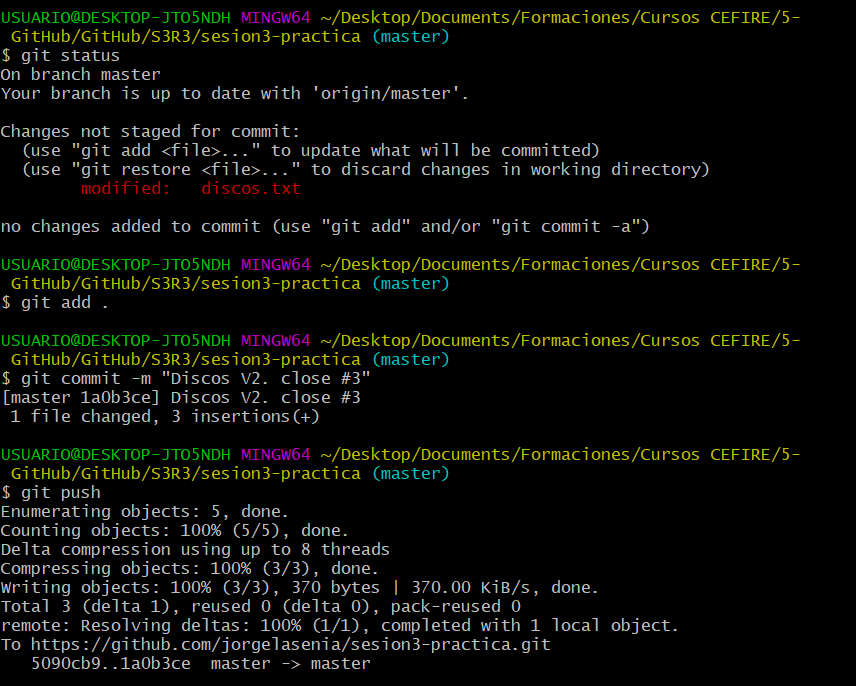 USUARIO@DESKTOP-JTO5NDH MINGW64 ~/Desktop/Documents/Formaciones/Cursos CEFIRE/5-
GitHub/GitHub/S3R3/sesion3-practica (master)
$ git status
On branch master
Your branch is up to date with 'origin/master'.
Changes not staged for commit:
(use "git add <file>..." to update what will be committed)
(use "git restore <file>..." to discard changes in working directory)
modified: discos.txt
no changes added to commit (use "git add" and/or "git commit -a")
USUARIO@DESKTOP-JTO5NDH MINGW64 ~/Desktop/Documents/Formaciones/Cursos CEFIRE/5-
GitHub/GitHub/S3R3/sesion3-practica (master)
$ git add .
USUARIO@DESKTOP-JTO5NDH MINGW64 ~/Desktop/Documents/Formaciones/Cursos CEFIRE/5-
GitHub/GitHub/S3R3/sesion3-practica (master)
$ git commit -m "Discos V2. close #3"
[master 1a0b3ce] Discos V2. close #3
1 file changed, 3 insertions(+)
USUARIO@DESKTOP-JTO5NDH MINGW64 ~/Desktop/Documents/Formaciones/Cursos CEFIRE/5-
GitHub/GitHub/S3R3/sesion3-practica (master)
$ git push
Enumerating objects: 5, done.
Counting objects: 100% (5/5), done.
Delta compression using up to 8 threads
Compressing objects: 100% (3/3), done.
Writing objects: 100% (3/3), 370 bytes | 370.00 KiB/s, done.
Total 3 (delta 1), reused 0 (delta 0), pack-reused 0
remote: Resolving deltas: 100% (1/1), completed with 1 local object.
To https://github.com/jorgelasenia/sesion3-practica.git
5090cb9..1a0b3ce master -> master